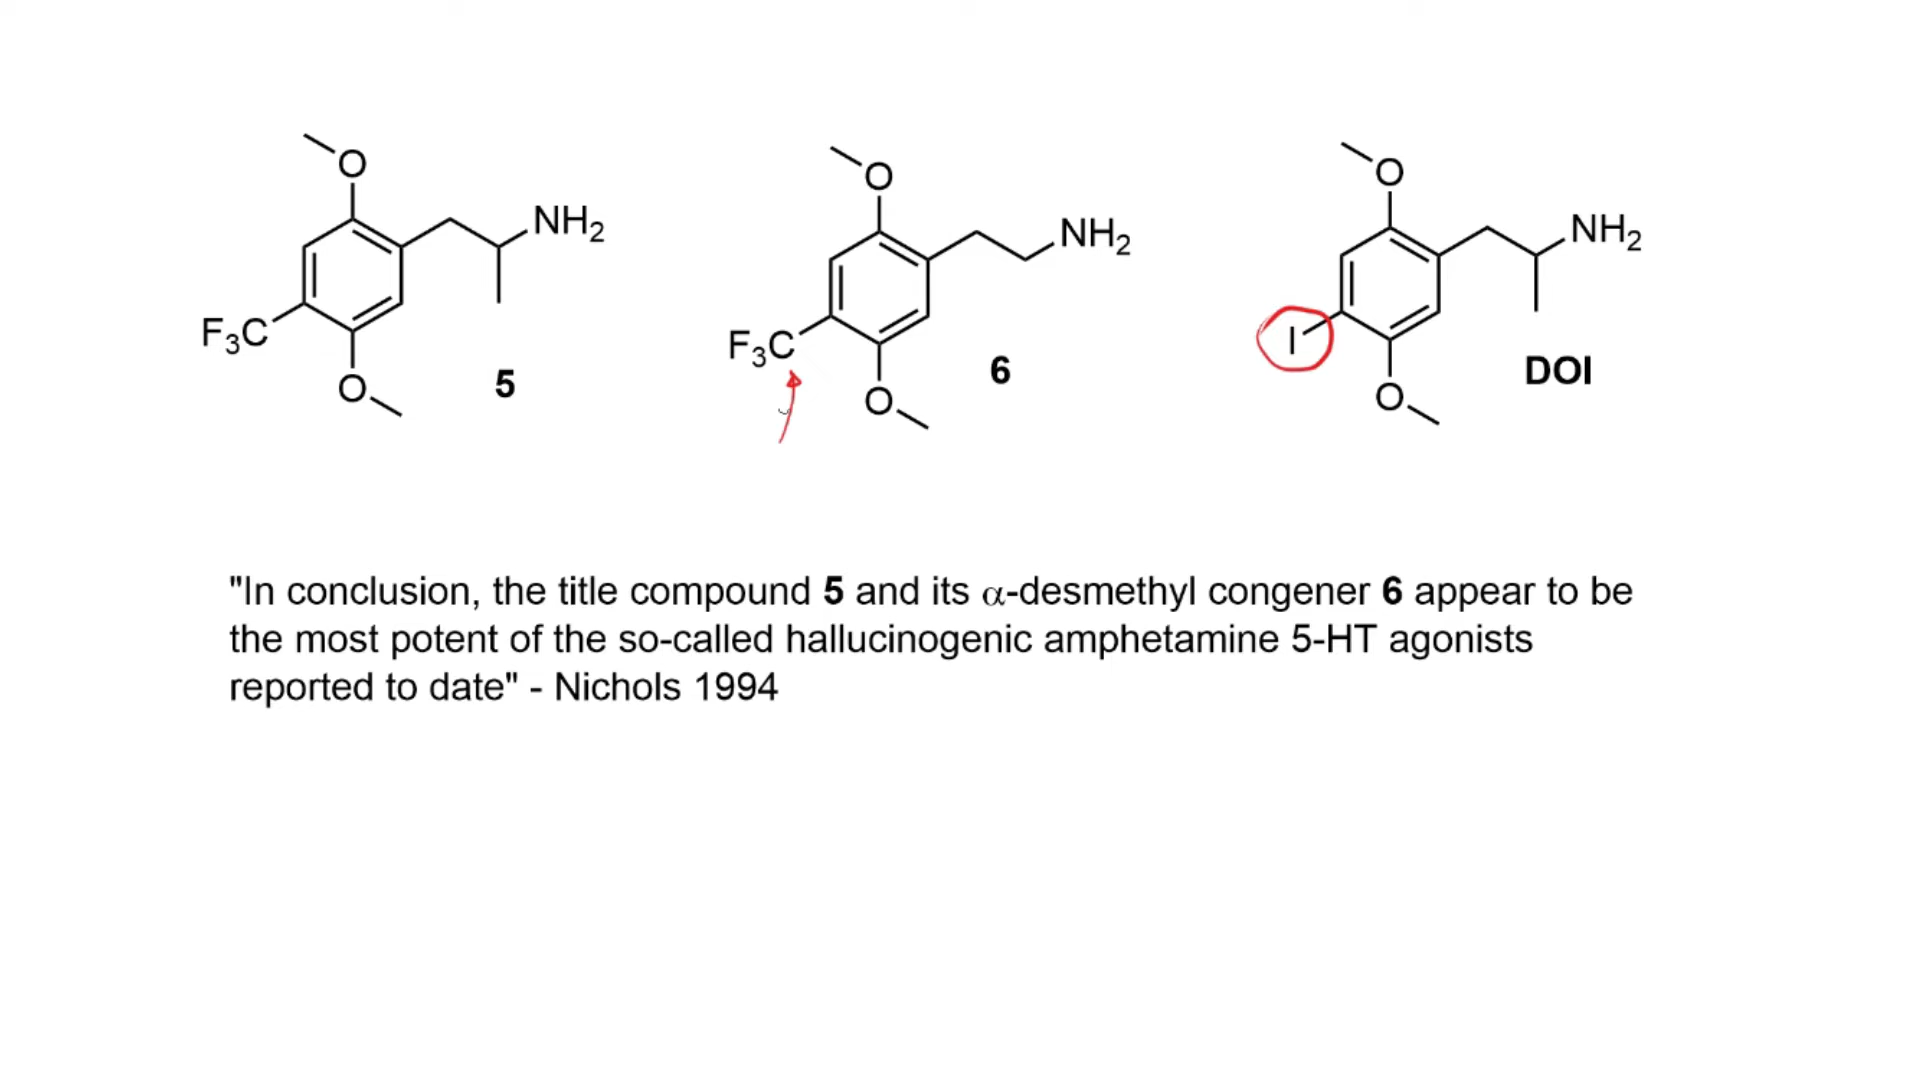 O
NH2
F3C
O
5
O
NH2
F3C
O
6
O
NH2
I
O
DOI
"In conclusion, the title compound 5 and its α-desmethyl congener 6 appear to be
the most potent of the so-called hallucinogenic amphetamine 5-HT agonists
reported to date" - Nichols 1994